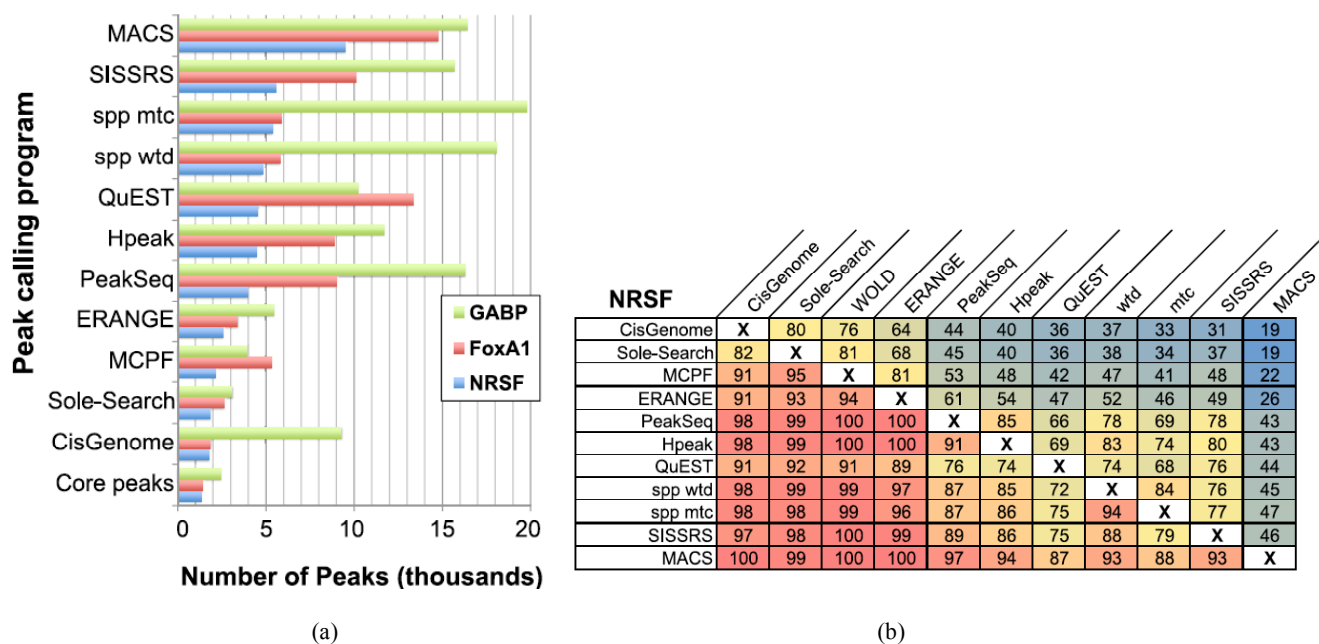 Peak calling program
MACS
SISSRS
spp mtc
spp wtd
QuEST
Hpeak
PeakSeq
ERANGE
MCPF
Sole-Search
CisGenome
Core peaks
GABP
FoxA1
NRSF
0 5 10 15 20
Number of Peaks (thousands)
(a)
NRSF CisGenome Sole-Search WOLD ERANGE PeakSeq Hpeak QuEST wtd mtc SISSRS MACS
CisGenome X 80 76 64 44 40 36 37 33 31 19
Sole-Search 82 X 81 68 45 40 36 38 34 37 19
MCPF 91 95 X 81 53 48 42 47 41 48 22
ERANGE 91 93 94 X 61 54 47 52 46 49 26
PeakSeq 98 99 100 100 X 85 66 78 69 78 43
Hpeak 98 99 100 100 91 X 69 83 74 80 43
QuEST 91 92 91 89 76 74 X 74 68 76 44
spp wtd 98 99 99 97 87 85 72 X 84 76 45
spp mtc 98 98 99 96 87 86 75 94 X 77 47
SISSRS 97 98 100 99 89 86 75 88 79 X 46
MACS 100 99 100 100 97 94 87 93 88 93 X
(b)